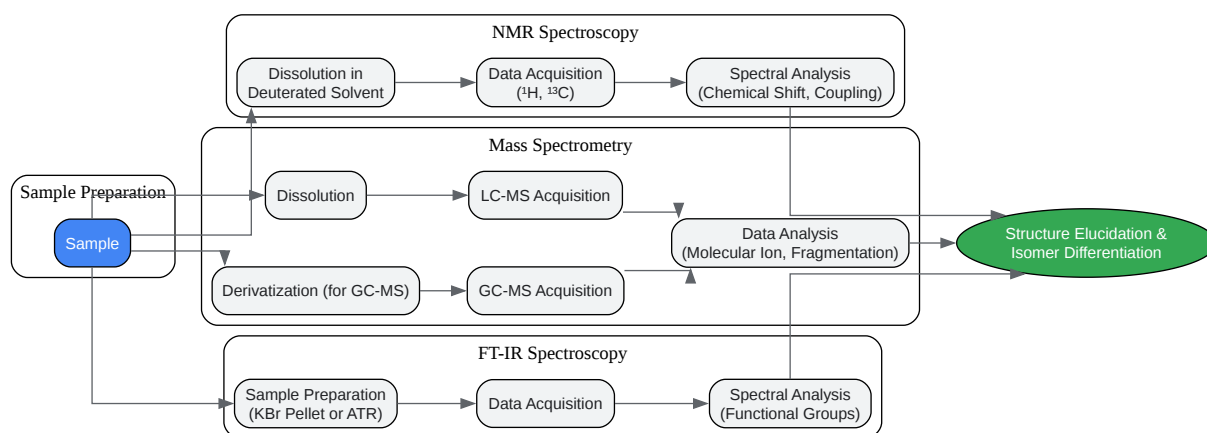 NMR Spectroscopy
Dissolution in
Deuterated Solvent
Data Acquisition
(¹H, ¹³C)
Spectral Analysis
(Chemical Shift, Coupling)
Mass Spectrometry
Sample Preparation
Sample
Dissolution
LC-MS Acquisition
Derivatization (for GC-MS)
GC-MS Acquisition
Data Analysis
(Molecular Ion, Fragmentation)
Structure Elucidation &
Isomer Differentiation
FT-IR Spectroscopy
Sample Preparation
(KBr Pellet or ATR)
Data Acquisition
Spectral Analysis
(Functional Groups)